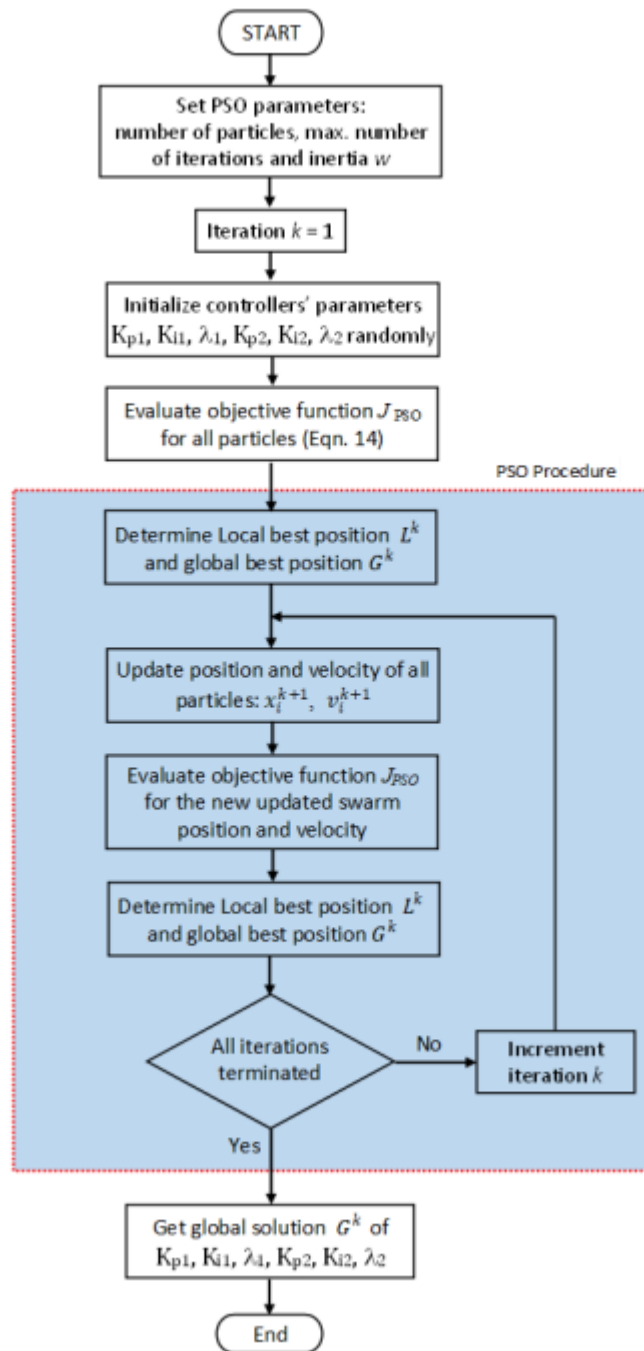 START
Set PSO parameters:
number of particles, max. number
of iterations and inertia w
Iteration k = 1
Initialize controllers' parameters
Kp1, Ki1, λ1, Kp2, Ki2, λ2 randomly
Evaluate objective function J PSO
for all particles (Eqn. 14)
PSO Procedure
Determine Local best position L^k
and global best position G^k
Update position and velocity of all
particles: x_i^{k+1}, v_i^{k+1}
Evaluate objective function J_PSO
for the new updated swarm
position and velocity
Determine Local best position L^k
and global best position G^k
All iterations
terminated
No
Increment
iteration k
Yes
Get global solution G^k of
Kp1, Ki1, λ1, Kp2, Ki2, λ2
End